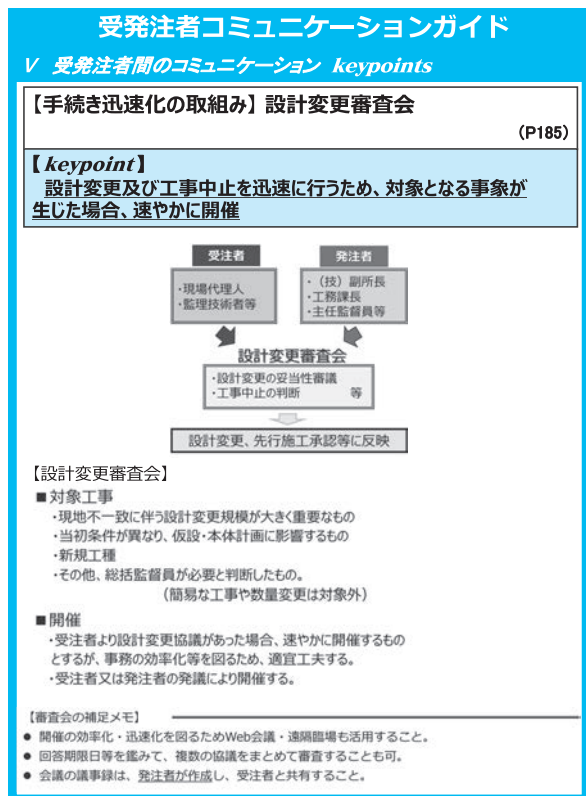 受発注者コミュニケーションガイド
Ⅴ 受発注者間のコミュニケーション keypoints
【手続き迅速化の取組み】設計変更審査会
(P185)
【keypoint】
設計変更及び工事中止を迅速に行うため、対象となる事象が
生じた場合、速やかに開催
受注者
発注者
・現場代理人
・監理技術者等
・（技）副所長
・工務課長
・主任監督員等
設計変更審査会
・設計変更の妥当性審議
・工事中止の判断 等
設計変更、先行施工承認等に反映
【設計変更審査会】
■対象工事
・現地不一致に伴う設計変更規模が大きく重要なもの
・当初条件が異なり、仮設・本体計画に影響するもの
・新規工種
・その他、総括監督員が必要と判断したもの。
（簡易な工事や数量変更は対象外）
■開催
・受注者より設計変更協議があった場合、速やかに開催するもの
とするが、事務の効率化等を図るため、適宜工夫する。
・受注者又は発注者の発議により開催する。
【審査会の補足メモ】
● 開催の効率化・迅速化を図るためWeb会議・遠隔臨場も活用すること。
● 回答期限日等を鑑みて、複数の協議をまとめて審査することも可。
● 会議の議事録は、発注者が作成し、受注者と共有すること。